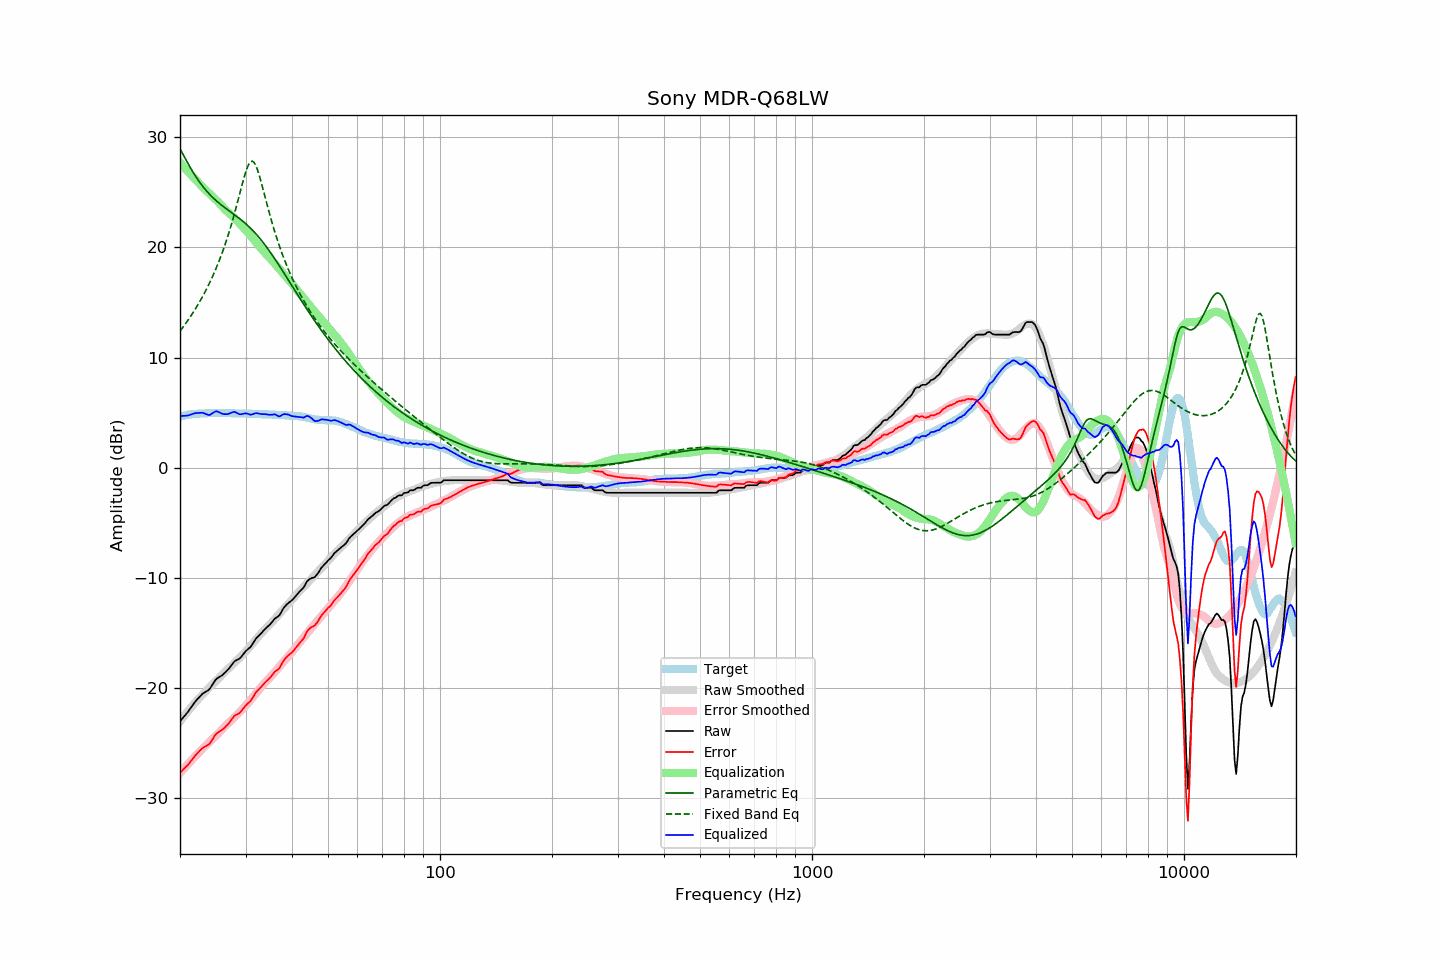 Sony MDR-Q68LW
30
20
10
0
−10
−20
−30
Amplitude (dBr)
Target
Raw Smoothed
Error Smoothed
Raw
Error
Equalization
Parametric Eq
Fixed Band Eq
Equalized
100
1000
10000
Frequency (Hz)